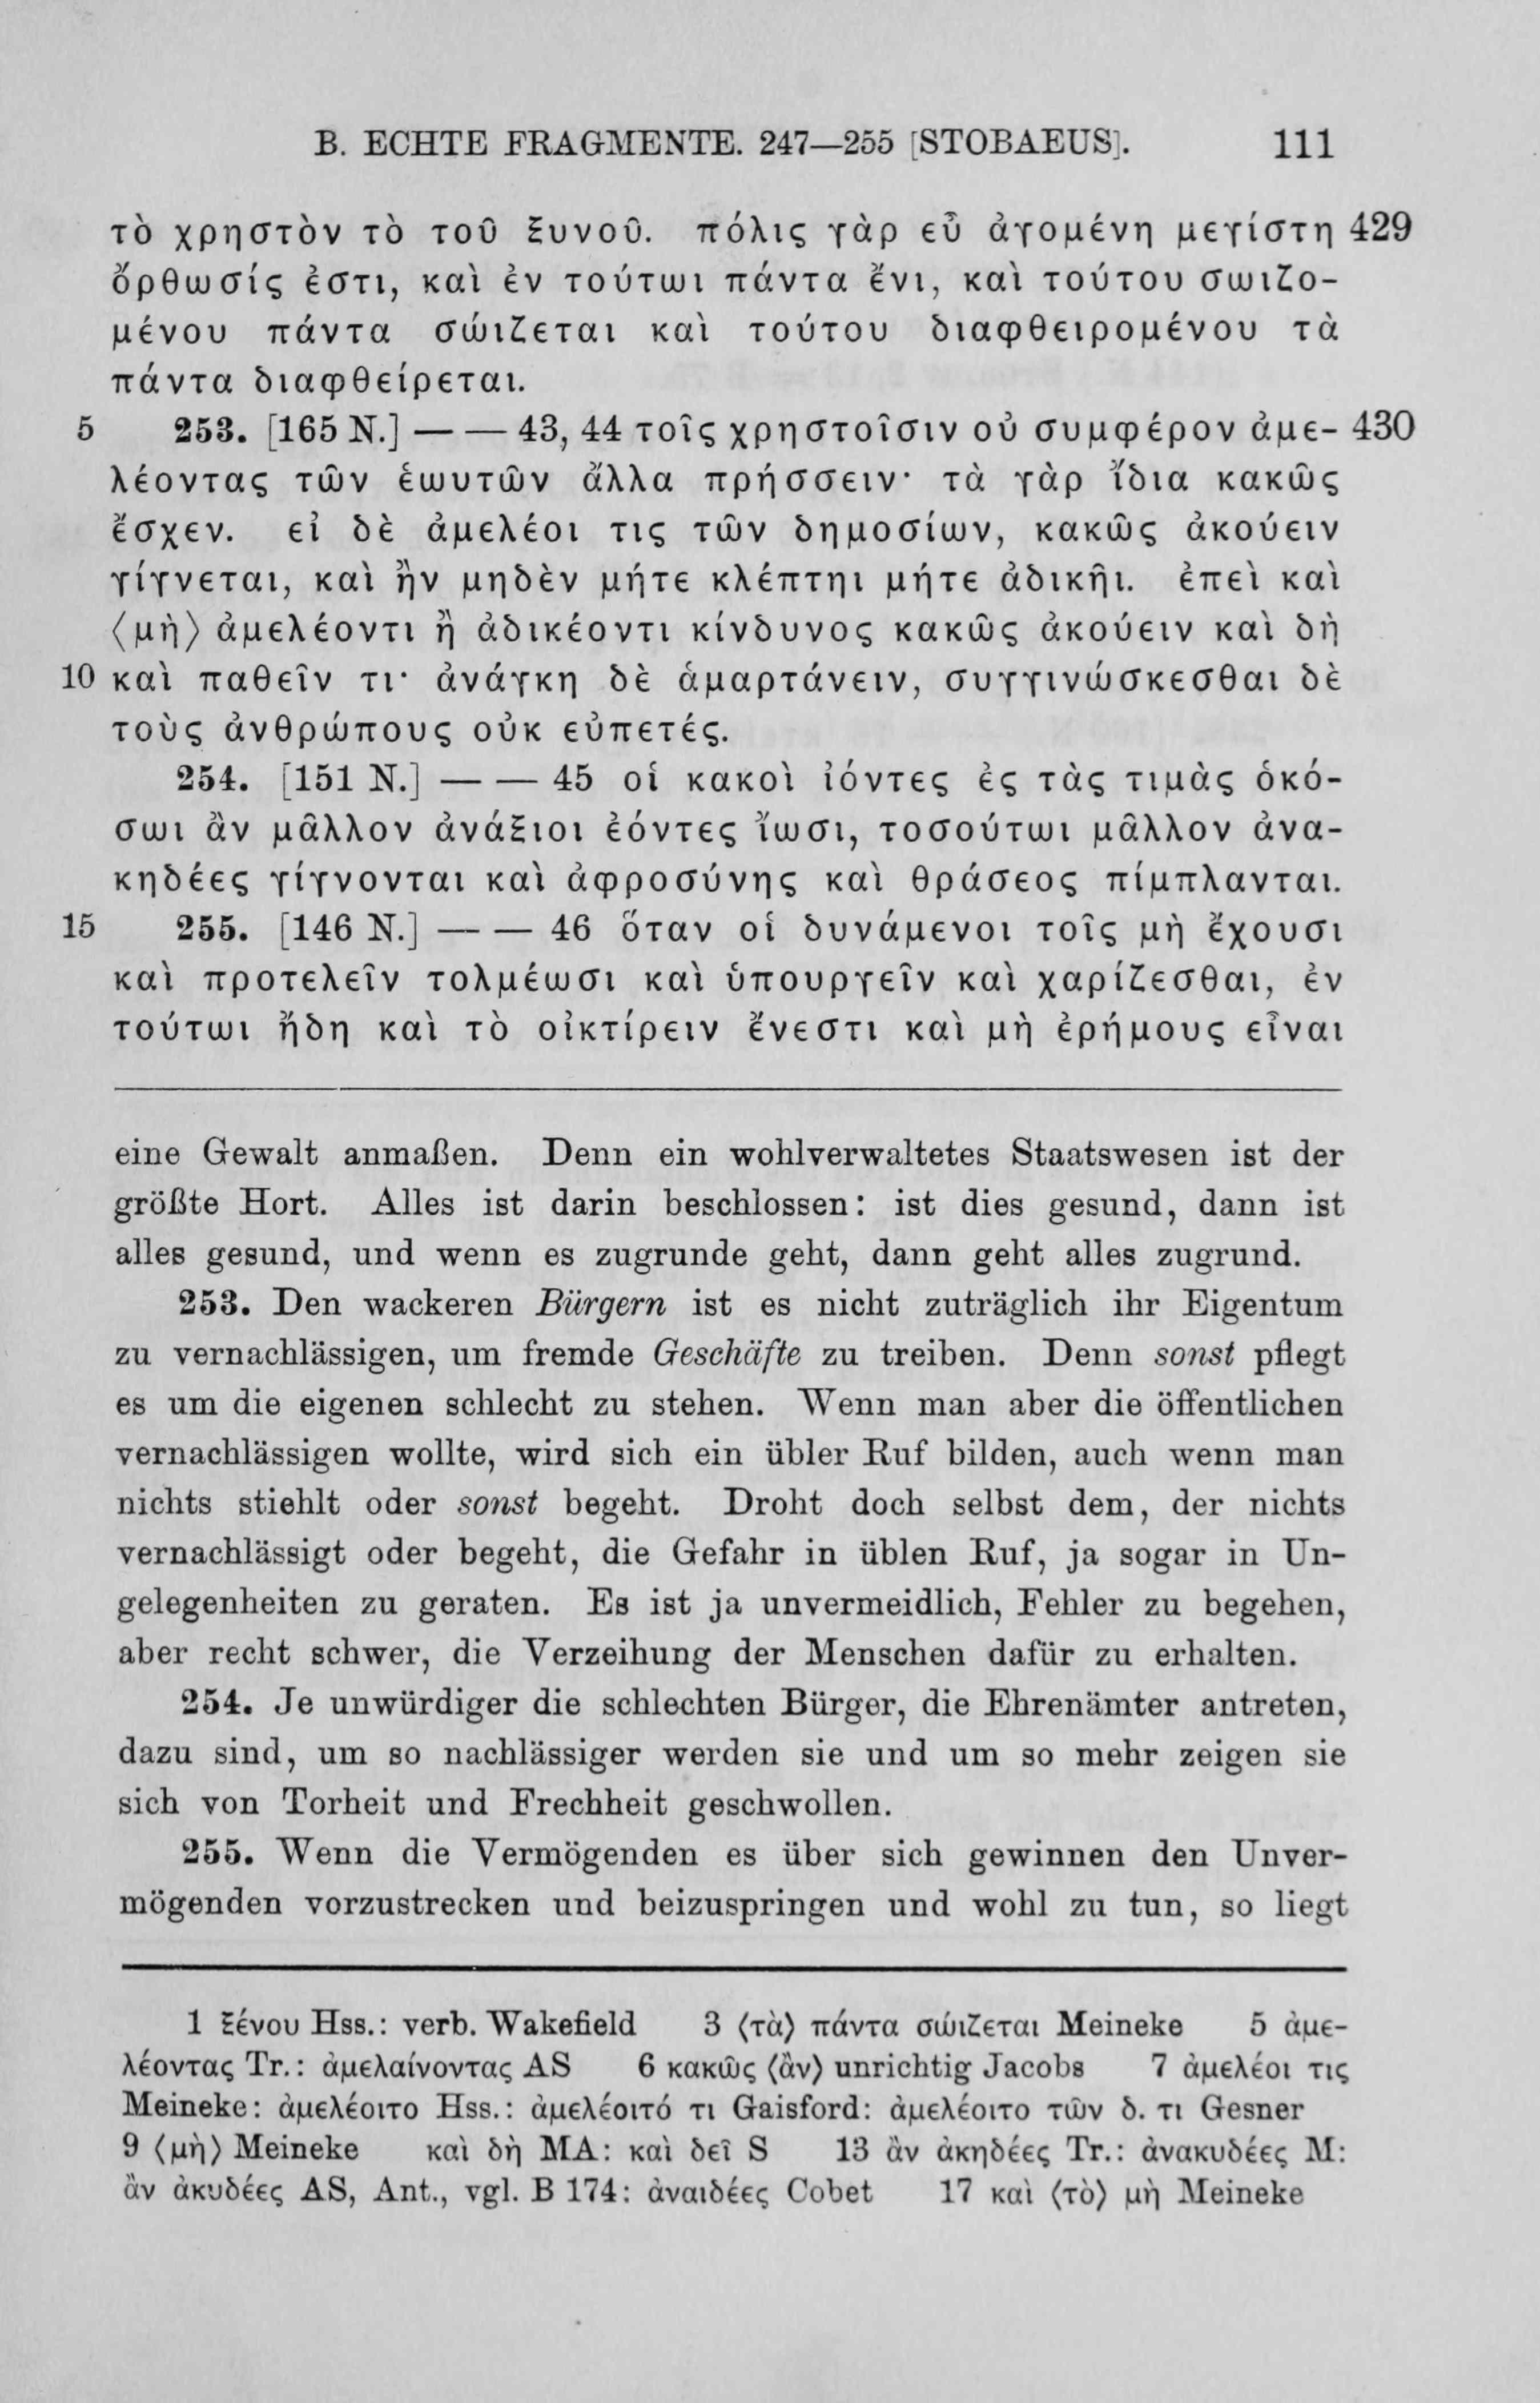 B. ECHTE FRAGMENTE. 247—255 [STOBAEUS]. 111
τὸ χρηστὸν τὸ τοῦ ξυνοῦ. πόλις γὰρ εὖ ἀγομένη μεγίστη 429
ὄρθωσίς ἐστι, καὶ ἐν τούτωι πάντα ἔνι, καὶ τούτου σωιζο-
μένου πάντα σώιζεται καὶ τούτου διαφθειρομένου τὰ
πάντα διαφθείρεται.
5 253. [165 N.] — — 43, 44 τοῖς χρηστοῖσιν οὐ συμφέρον ἀμε- 430
λέοντας τῶν ἑωυτῶν ἄλλα πρήσσειν· τὰ γὰρ ἴδια κακῶς
ἔσχεν. εἰ δὲ ἀμελέοι τις τῶν δημοσίων, κακῶς ἀκούειν
γίγνεται, καὶ ἢν μηδὲν μήτε κλέπτηι μήτε ἀδικῆι. ἐπεὶ καὶ
⟨μὴ⟩ ἀμελέοντι ἢ ἀδικέοντι κίνδυνος κακῶς ἀκούειν καὶ δὴ
10 καὶ παθεῖν τι· ἀνάγκη δὲ ἁμαρτάνειν, συγγινώσκεσθαι δὲ
τοὺς ἀνθρώπους οὐκ εὐπετές.
254. [151 N.] — — 45 οἱ κακοὶ ἰόντες ἐς τὰς τιμὰς ὁκό-
σωι ἂν μᾶλλον ἀνάξιοι ἐόντες ἴωσι, τοσούτωι μᾶλλον ἀνα-
κηδέες γίγνονται καὶ ἀφροσύνης καὶ θράσεος πίμπλανται.
15 255. [146 N.] — — 46 ὅταν οἱ δυνάμενοι τοῖς μὴ ἔχουσι
καὶ προτελεῖν τολμέωσι καὶ ὑπουργεῖν καὶ χαρίζεσθαι, ἐν
τούτωι ἤδη καὶ τὸ οἰκτίρειν ἔνεστι καὶ μὴ ἐρήμους εἶναι
eine Gewalt anmaßen. Denn ein wohlverwaltetes Staatswesen ist der
größte Hort. Alles ist darin beschlossen: ist dies gesund, dann ist
alles gesund, und wenn es zugrunde geht, dann geht alles zugrund.
253. Den wackeren Bürgern ist es nicht zuträglich ihr Eigentum
zu vernachlässigen, um fremde Geschäfte zu treiben. Denn sonst pflegt
es um die eigenen schlecht zu stehen. Wenn man aber die öffentlichen
vernachlässigen wollte, wird sich ein übler Ruf bilden, auch wenn man
nichts stiehlt oder sonst begeht. Droht doch selbst dem, der nichts
vernachlässigt oder begeht, die Gefahr in üblen Ruf, ja sogar in Un-
gelegenheiten zu geraten. Es ist ja unvermeidlich, Fehler zu begehen,
aber recht schwer, die Verzeihung der Menschen dafür zu erhalten.
254. Je unwürdiger die schlechten Bürger, die Ehrenämter antreten,
dazu sind, um so nachlässiger werden sie und um so mehr zeigen sie
sich von Torheit und Frechheit geschwollen.
255. Wenn die Vermögenden es über sich gewinnen den Unver-
mögenden vorzustrecken und beizuspringen und wohl zu tun, so liegt
1 ξένου Hss.: verb. Wakefield 3 ⟨τὰ⟩ πάντα σώιζεται Meineke 5 ἀμε-
λέοντας Tr.: ἀμελαίνοντας AS 6 κακῶς ⟨ἂν⟩ unrichtig Jacobs 7 ἀμελέοι τις
Meineke: ἀμελέοιτο Hss.: ἀμελέοιτό τι Gaisford: ἀμελέοιτο τῶν δ. τι Gesner
9 ⟨μὴ⟩ Meineke καὶ δὴ MA: καὶ δεῖ S 13 ἂν ἀκηδέες Tr.: ἀνακυδέες M:
ἂν ἀκυδέες AS, Ant., vgl. B 174: ἀναιδέες Cobet 17 καὶ ⟨τὸ⟩ μὴ Meineke